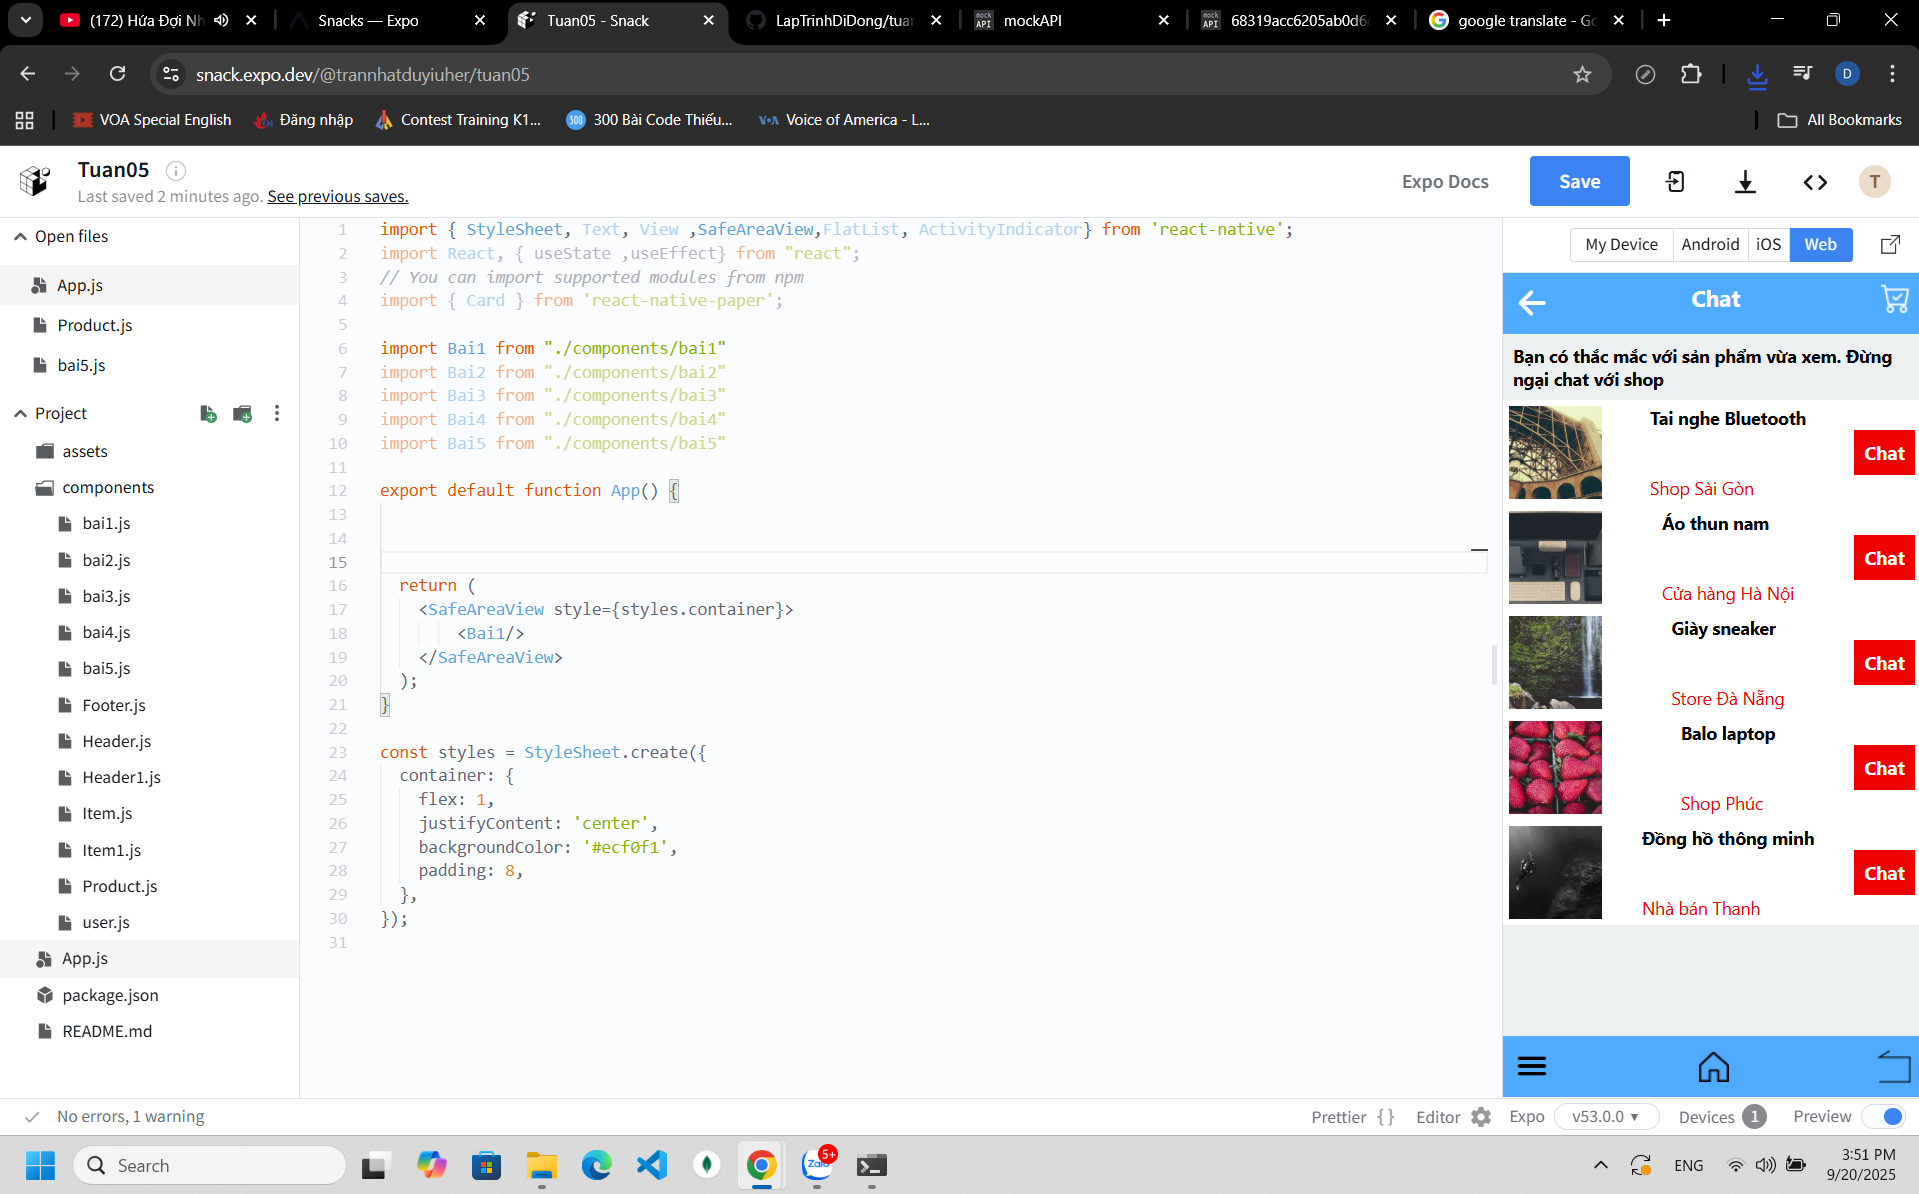 (172) Hứa Đợi Nh
Snacks — Expo
Tuan05 - Snack
LapTrinhDiDong/tuan
mockAPI
68319acc6205ab0d6
google translate - Go
snack.expo.dev/@trannhatduyiuher/tuan05
D
VOA Special English
Đăng nhập
Contest Training K1...
300 Bài Code Thiếu...
Voice of America - L...
All Bookmarks
Tuan05
Last saved 2 minutes ago. See previous saves.
Expo Docs
Save
T
Open files
App.js
Product.js
bai5.js
Project
assets
components
bai1.js
bai2.js
bai3.js
bai4.js
bai5.js
Footer.js
Header.js
Header1.js
Item.js
Item1.js
Product.js
user.js
App.js
package.json
README.md
1 import { StyleSheet, Text, View ,SafeAreaView,FlatList, ActivityIndicator} from 'react-native';
2 import React, { useState ,useEffect} from "react";
3 // You can import supported modules from npm
4 import { Card } from 'react-native-paper';
5
6 import Bai1 from "./components/bai1"
7 import Bai2 from "./components/bai2"
8 import Bai3 from "./components/bai3"
9 import Bai4 from "./components/bai4"
10 import Bai5 from "./components/bai5"
11
12 export default function App() {
13
14
15
16 return (
17 <SafeAreaView style={styles.container}>
18 <Bai1/>
19 </SafeAreaView>
20 );
21 }
22
23 const styles = StyleSheet.create({
24 container: {
25 flex: 1,
26 justifyContent: 'center',
27 backgroundColor: '#ecf0f1',
28 padding: 8,
29 },
30 });
31
My Device
Android
iOS
Web
Chat
Bạn có thắc mắc với sản phẩm vừa xem. Đừng
ngại chat với shop
Tai nghe Bluetooth
Chat
Shop Sài Gòn
Áo thun nam
Chat
Cửa hàng Hà Nội
Giày sneaker
Chat
Store Đà Nẵng
Balo laptop
Chat
Shop Phúc
Đồng hồ thông minh
Chat
Nhà bán Thanh
No errors, 1 warning
Prettier {}
Editor
Expo
v53.0.0
Devices 1
Preview
Search
Zalo
5+
ENG
3:51 PM
9/20/2025